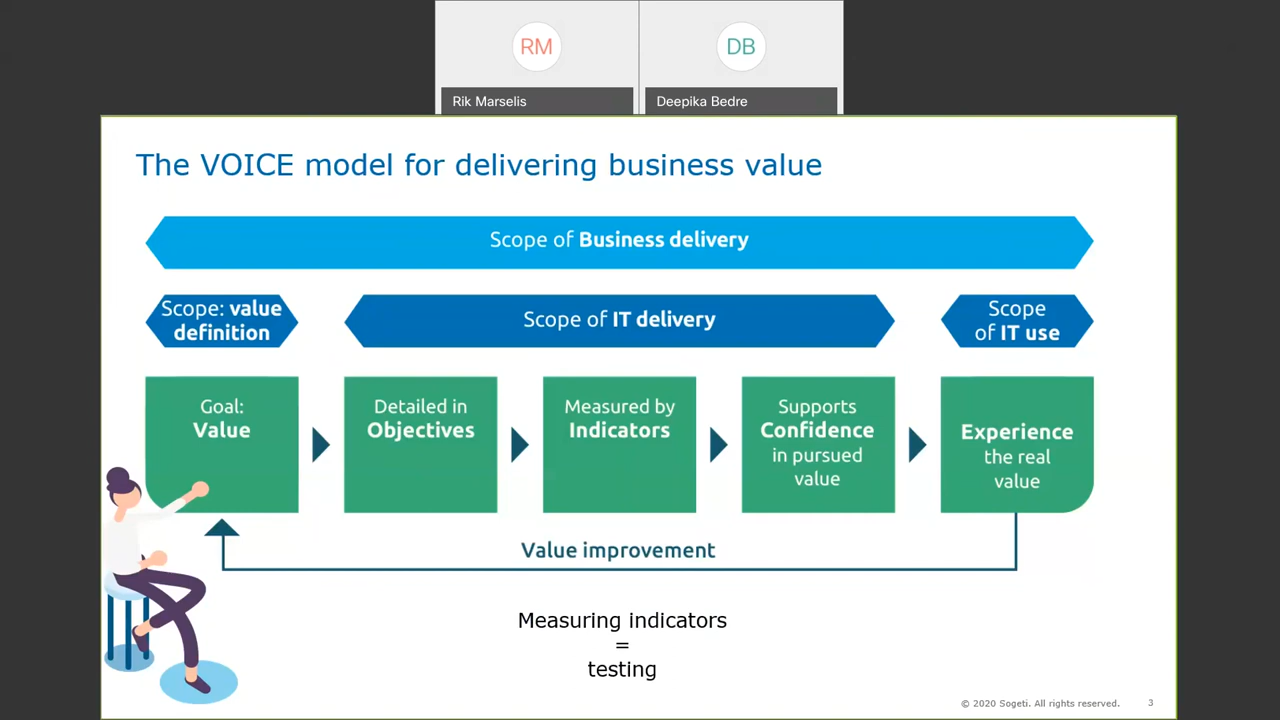 RM
DB
Rik Marselis
Deepika Bedre
The VOICE model for delivering business value
Scope of Business delivery
Scope: value
definition
Scope of IT delivery
Scope
of IT use
Goal:
Value
Detailed in
Objectives
Measured by
Indicators
Supports
Confidence
in pursued
value
Experience
the real
value
Value improvement
Measuring indicators
=
testing
© 2020 Sogeti. All rights reserved.
3